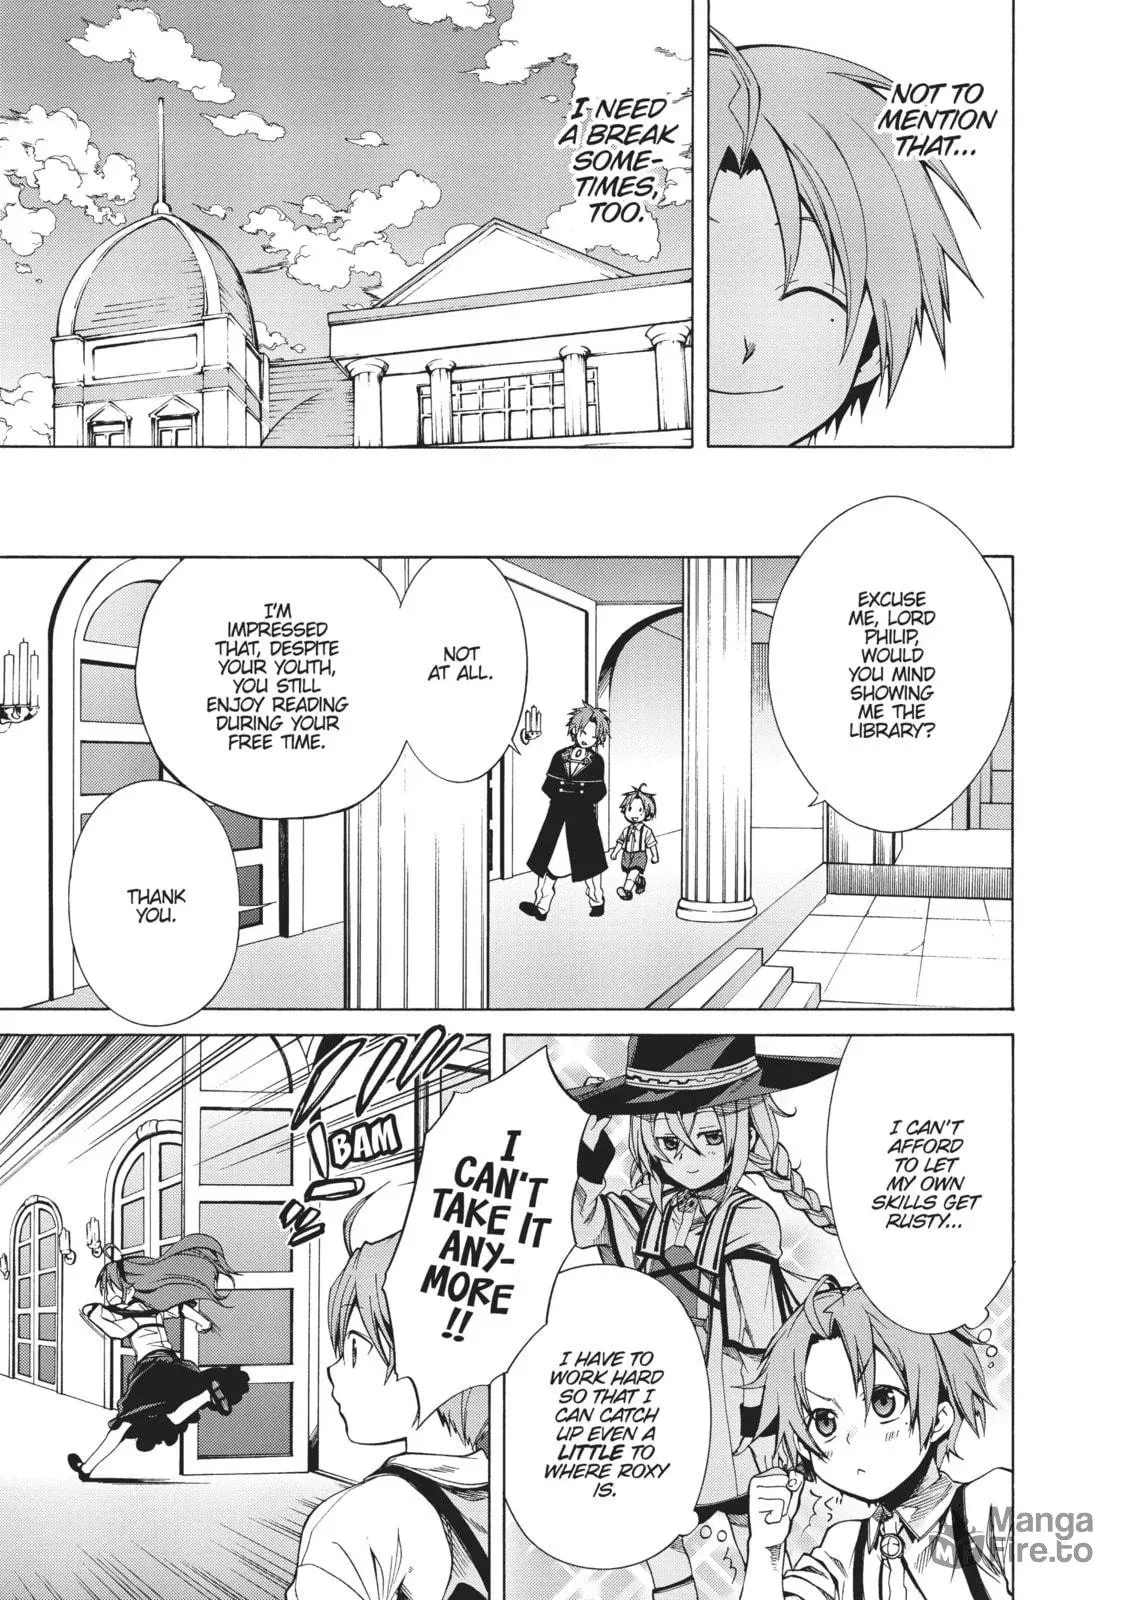 NOT TO
MENTION
THAT...
I NEED
A BREAK
SOME-
TIMES,
TOO.
EXCUSE
ME, LORD
PHILIP,
WOULD
YOU MIND
SHOWING
ME THE
LIBRARY?
NOT
AT ALL.
I'M
IMPRESSED
THAT, DESPITE
YOUR YOUTH,
YOU STILL
ENJOY READING
DURING YOUR
FREE TIME.
THANK
YOU.
I CAN'T
AFFORD
TO LET
MY OWN
SKILLS GET
RUSTY...
I HAVE TO
WORK HARD
SO THAT I
CAN CATCH
UP EVEN A
LITTLE TO
WHERE ROXY
IS.
I
CAN'T
TAKE IT
ANY-
MORE
!!
BAM
Manga
Fire.to